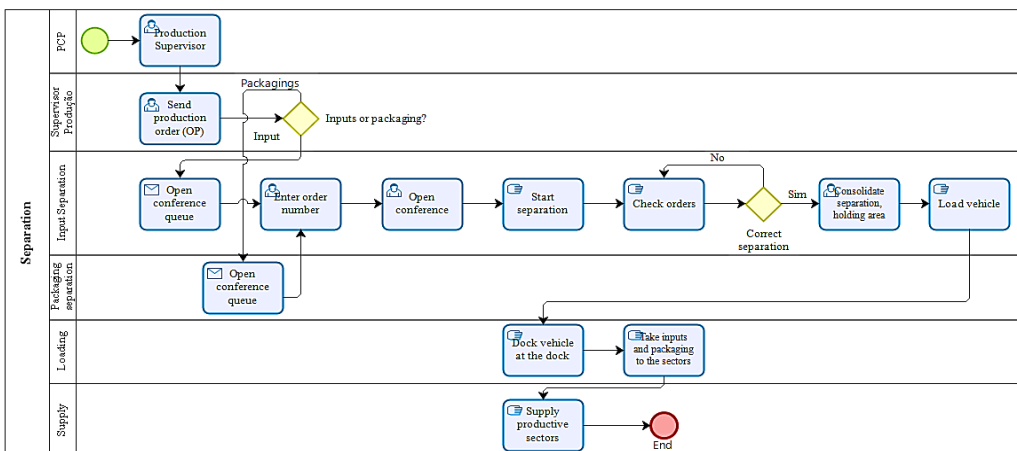 Separation
PCP
Production
Supervisor
Supervisor
Produção
Packagings
Send
production
order (OP)
Inputs or packaging?
Input
Input Separation
No
Open
conference
queue
Enter order
number
Open
conference
Start
separation
Check orders
Sim
Correct
separation
Consolidate
separation,
holding area
Load vehicle
Packaging
separation
Open
conference
queue
Loading
Dock vehicle
at the dock
Take inputs
and packaging
to the sectors
Supply
Supply
productive
sectors
End